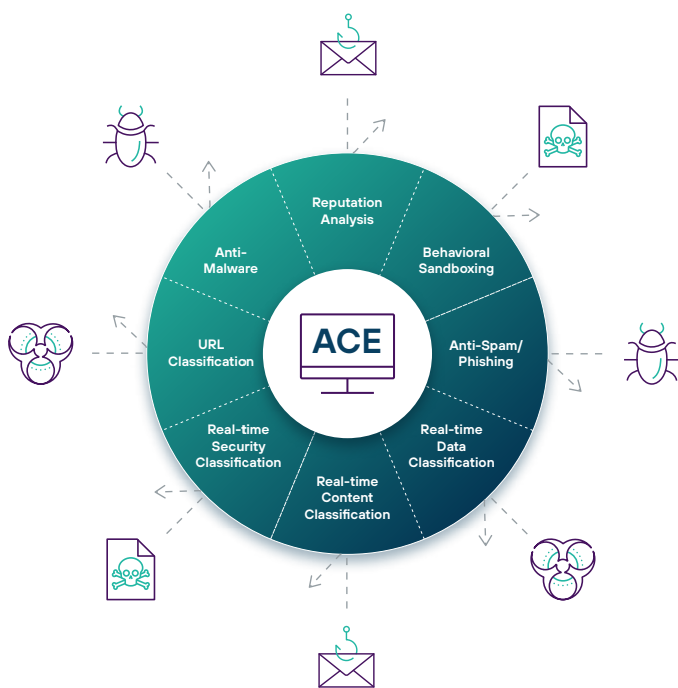 Reputation
Analysis
Behavioral
Sandboxing
Anti-Spam/
Phishing
Real-time
Data
Classification
Real-time
Content
Classification
Real-time
Security
Classification
URL
Classification
Anti-
Malware
ACE